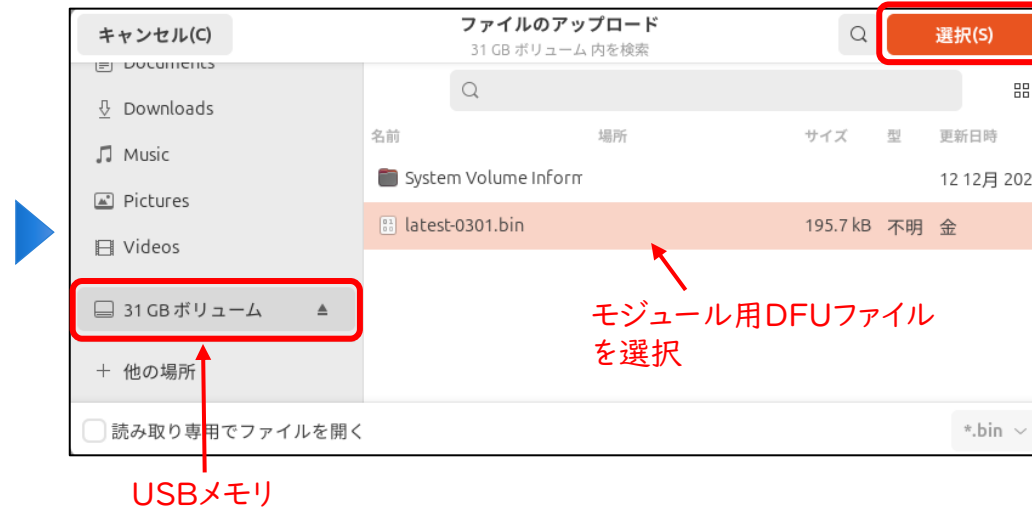 キャンセル(C)
ファイルのアップロード
31 GB ボリューム 内を検索
選択(S)
Documents
Downloads
Music
Pictures
Videos
31 GB ボリューム
+ 他の場所
名前 場所 サイズ 型 更新日時
System Volume Inform 12 12月 202
latest-0301.bin 195.7 kB 不明 金
モジュール用DFUファイル
を選択
読み取り専用でファイルを開く
*.bin
USBメモリ